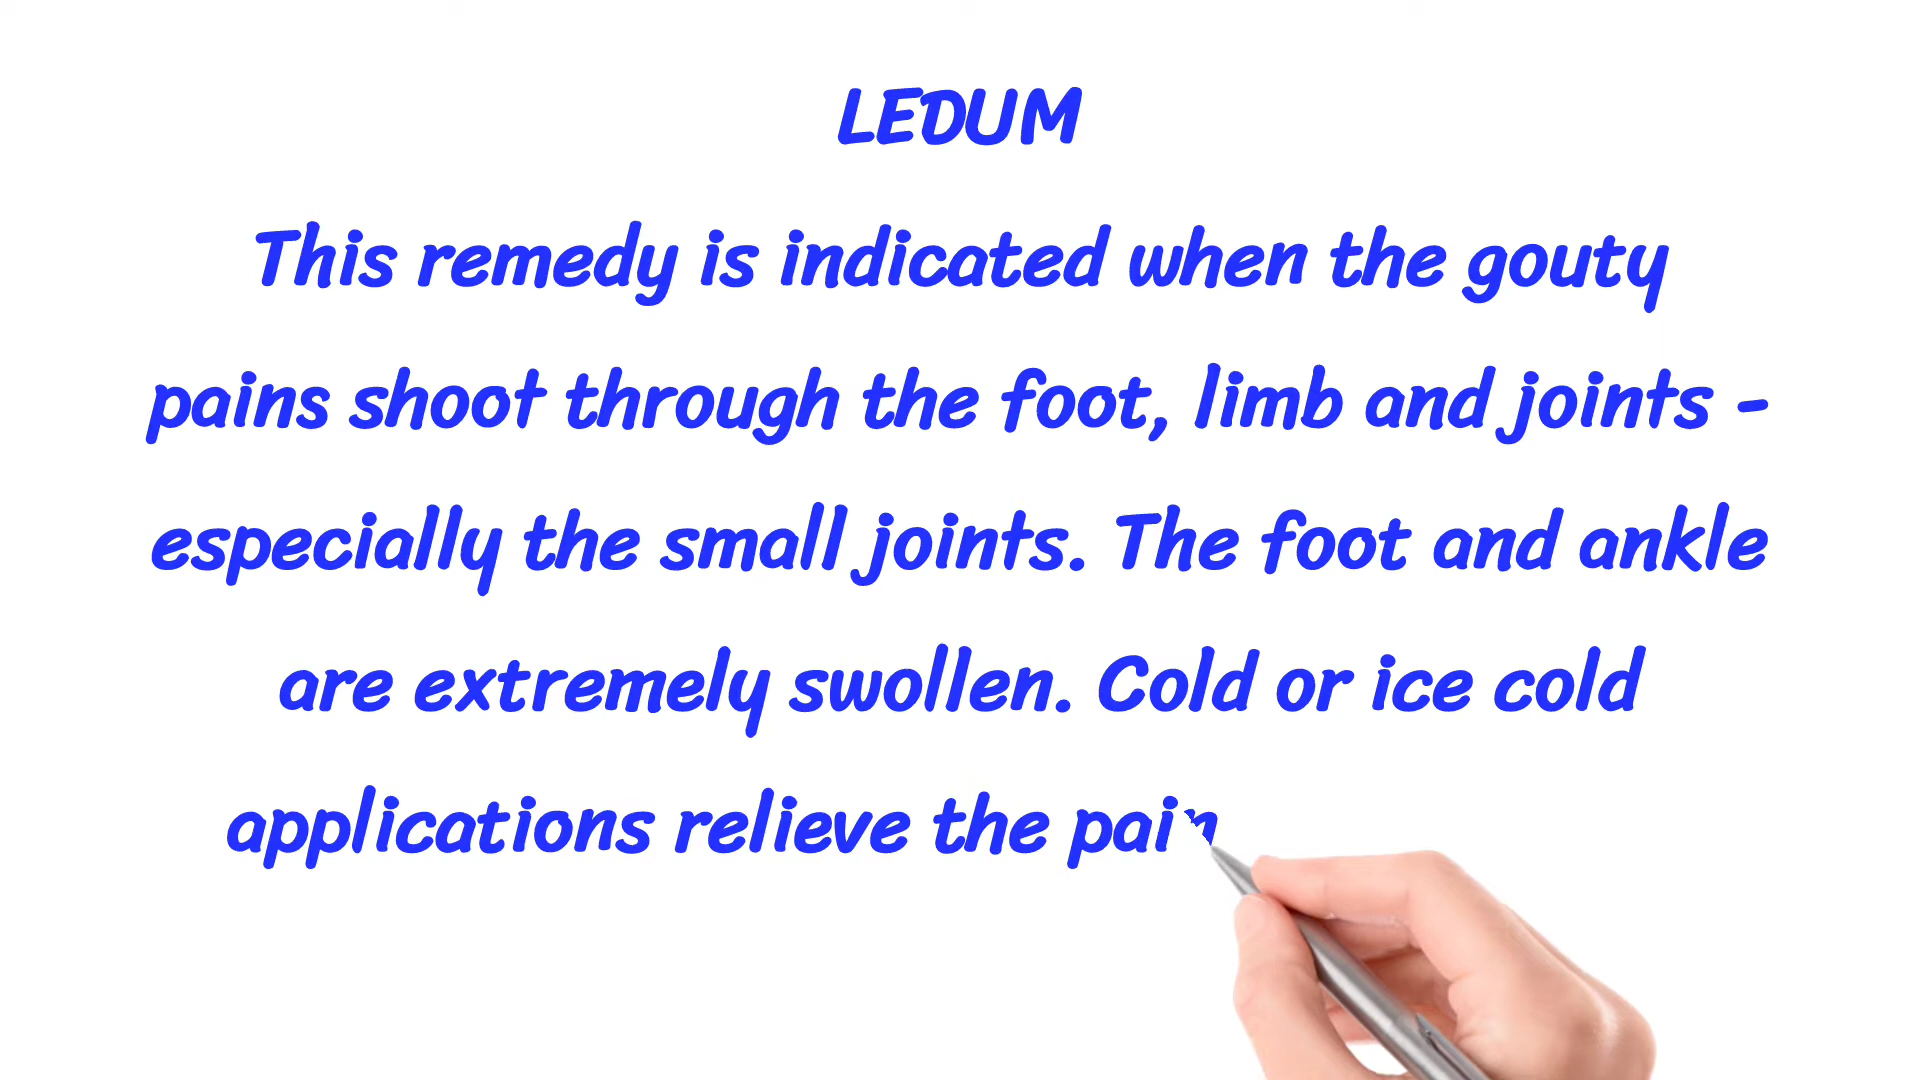 LEDUM
This remedy is indicated when the gouty
pains shoot through the foot, limb and joints -
especially the small joints. The foot and ankle
are extremely swollen. Cold or ice cold
applications relieve the pain